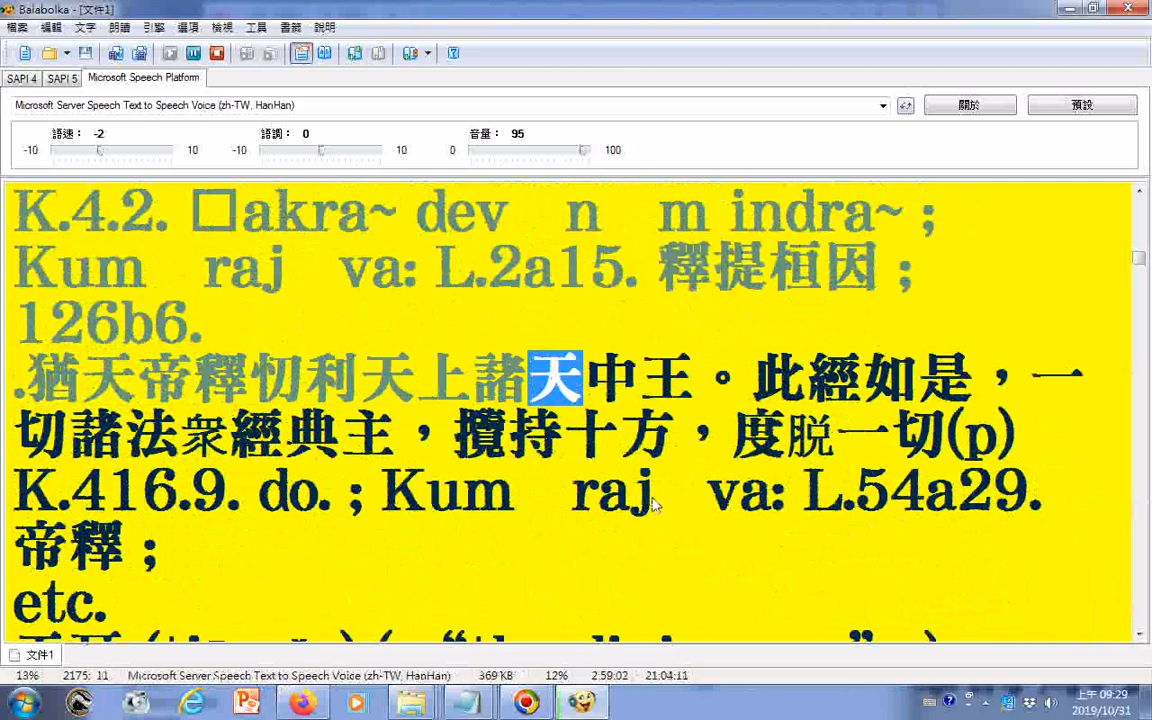 Balabolka - [文件1]
檔案 編輯 文字 朗讀 引擎 選項 檢視 工具 書籤 說明
SAPI 4 SAPI 5 Microsoft Speech Platform
Microsoft Server Speech Text to Speech Voice (zh-TW, HanHan) 關於 預設
語速： -2 語調： 0 音量： 95
-10 10 -10 10 0 100
K.4.2. □akra~ dev n m indra~ ;
Kum raj va: L.2a15. 釋提桓因 ;
126b6.
.猶天帝釋忉利天上諸天中王。此經如是，一
切諸法衆經典主，攬持十方，度脱一切(p)
K.416.9. do. ; Kum raj va: L.54a29.
帝釋 ;
etc.
文件1
13% 2175: 11 Microsoft Server Speech Text to Speech Voice (zh-TW, HanHan) 369 KB 12% 2:59:02 21:04:11
上午 09:29
2019/10/31